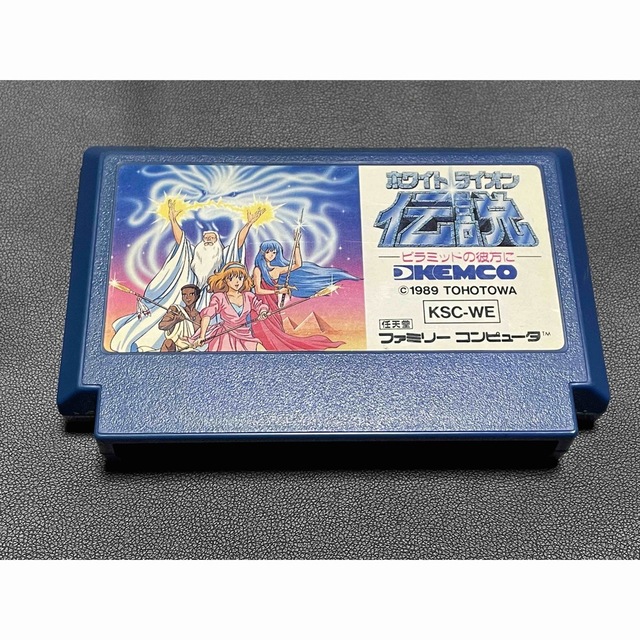 ホワイト ライオン
伝説
ピラミッドの彼方に
KEMCO
©1989 TOHOTOWA
KSC-WE
任天堂
ファミリー コンピュータ™